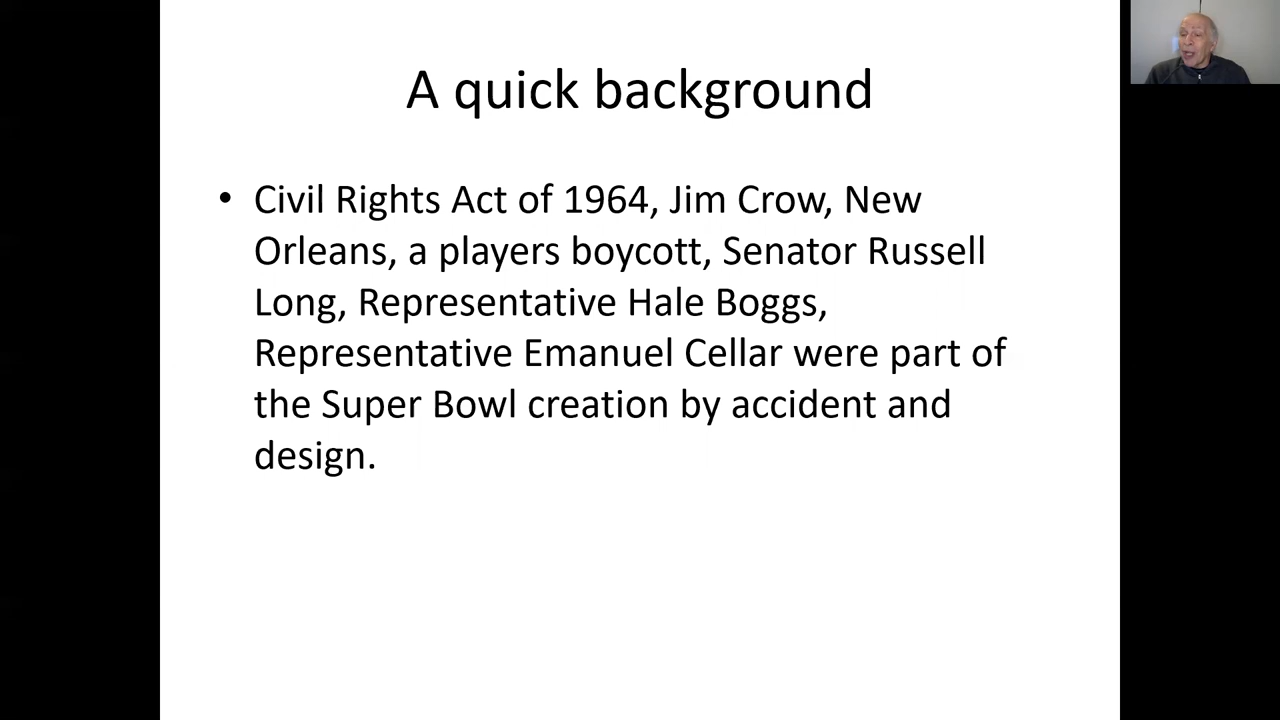 A quick background
• Civil Rights Act of 1964, Jim Crow, New
Orleans, a players boycott, Senator Russell
Long, Representative Hale Boggs,
Representative Emanuel Cellar were part of
the Super Bowl creation by accident and
design.